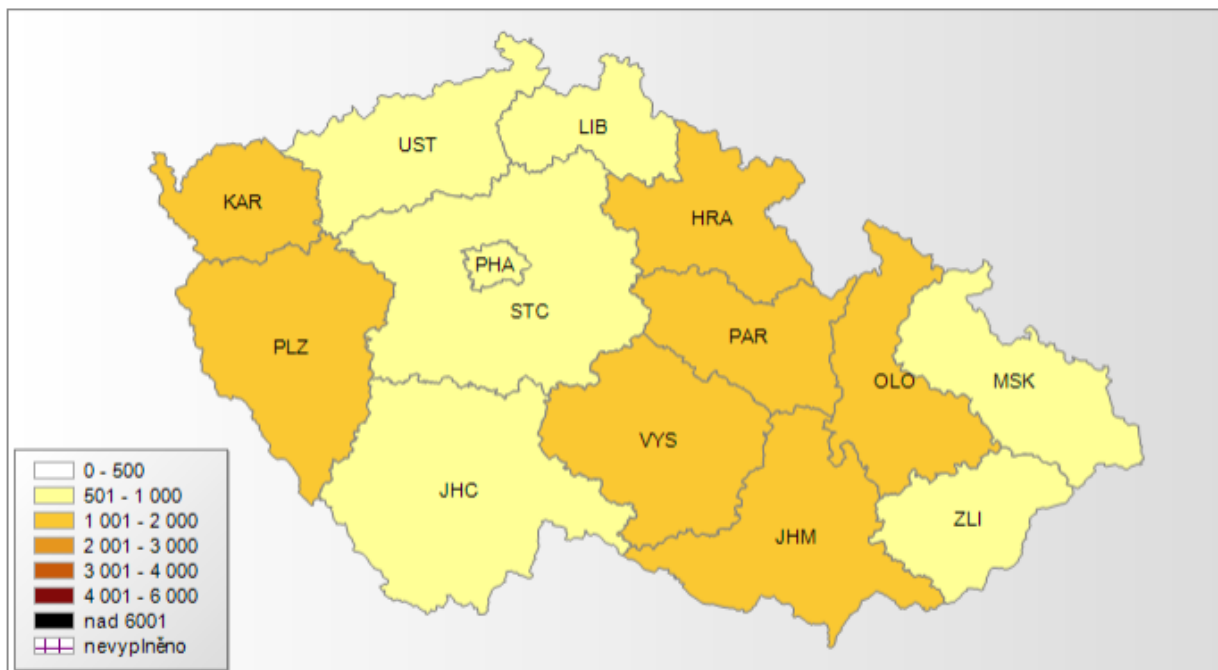 LIB
UST
KAR
HRA
PHA
STC
PAR
PLZ
OLO
MSK
VYS
JHC
ZLI
JHM
0 - 500
501 - 1 000
1 001 - 2 000
2 001 - 3 000
3 001 - 4 000
4 001 - 6 000
nad 6001
nevyplněno